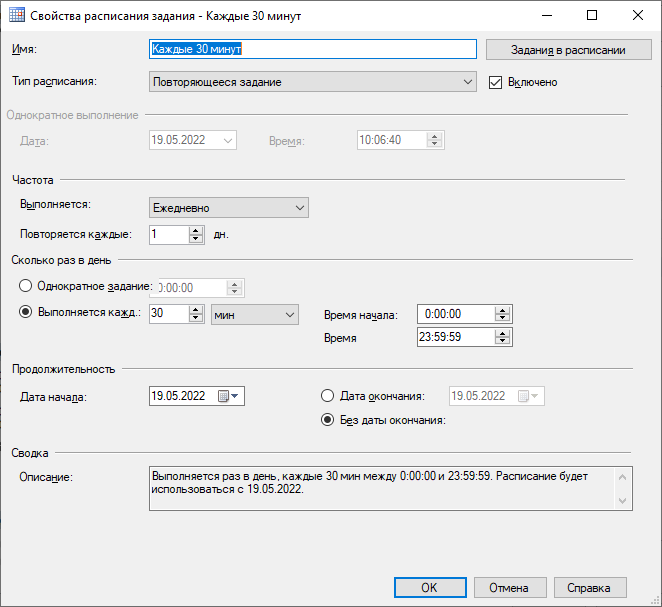 Свойства расписания задания - Каждые 30 минут
Имя: Каждые 30 минут Задания в расписании
Тип расписания: Повторяющееся задание Включено
Однократное выполнение
Дата: 19.05.2022 Время: 10:06:40
Частота
Выполняется: Ежедневно
Повторяется каждые: 1 дн.
Сколько раз в день
Однократное задание: 0:00:00
Выполняется кажд.: 30 мин Время начала: 0:00:00
Время 23:59:59
Продолжительность
Дата начала: 19.05.2022 Дата окончания: 19.05.2022
Без даты окончания:
Сводка
Описание: Выполняется раз в день, каждые 30 мин между 0:00:00 и 23:59:59. Расписание будет
использоваться с 19.05.2022.
OK Отмена Справка